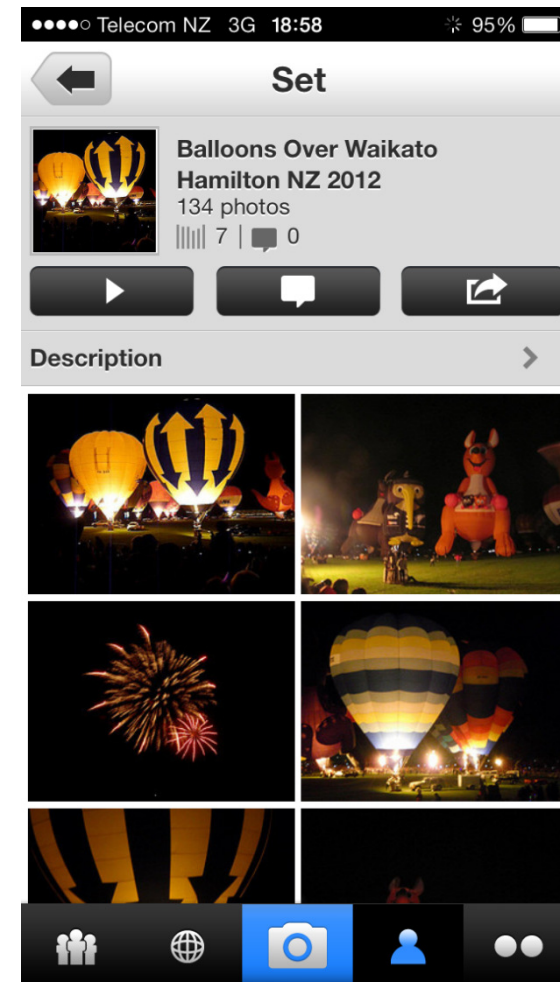 Telecom NZ 3G 18:58 95%
Set
Balloons Over Waikato
Hamilton NZ 2012
134 photos
7 | 0
Description